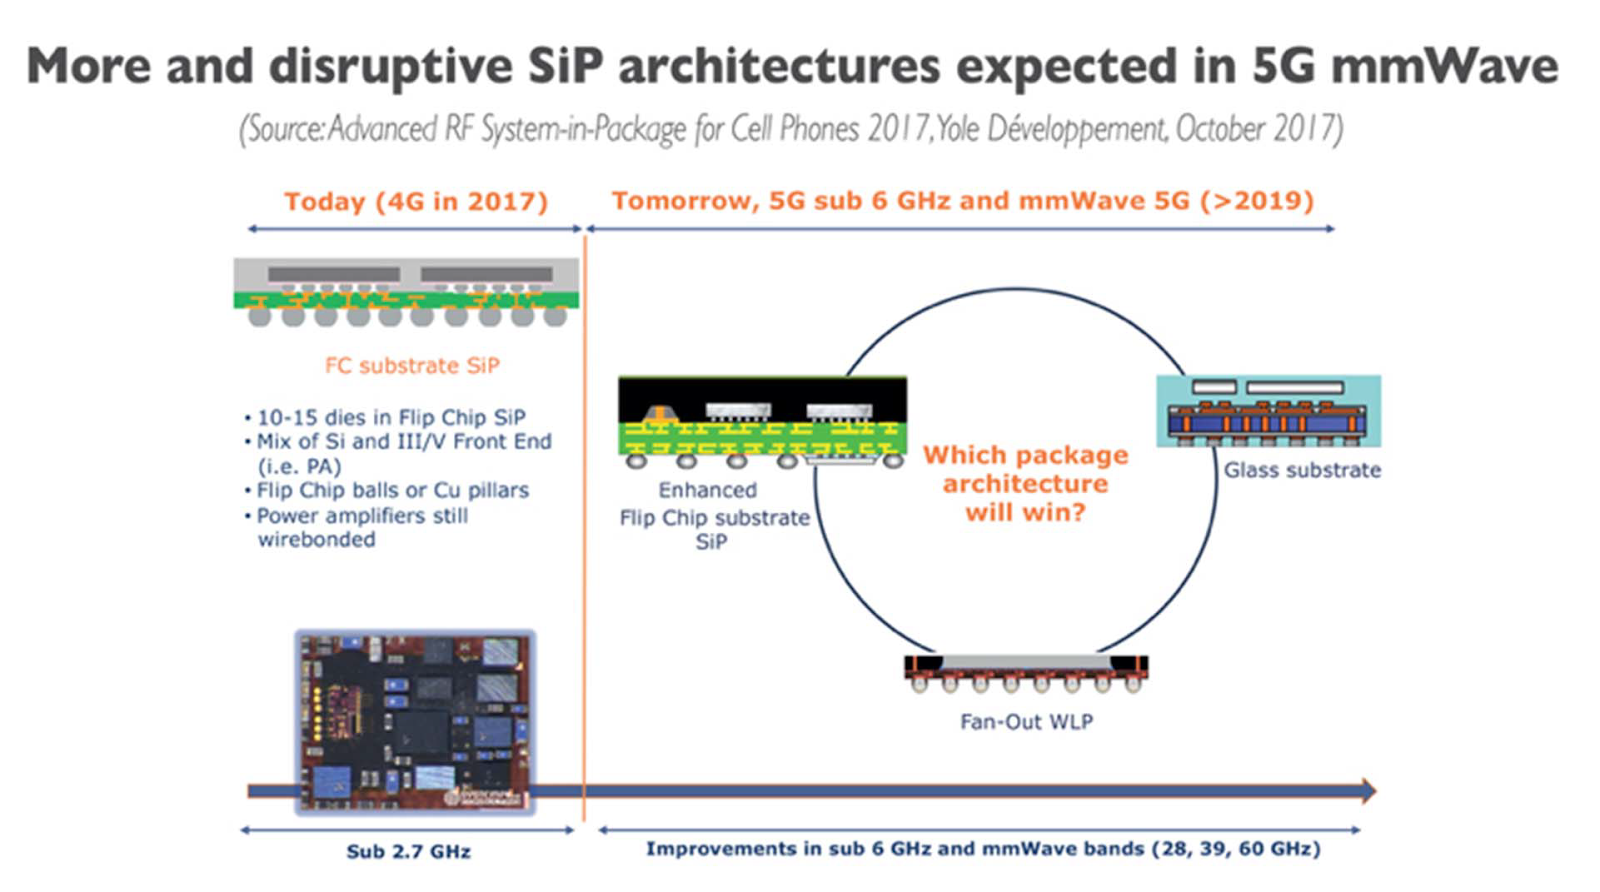 More and disruptive SiP architectures expected in 5G mmWave
(Source: Advanced RF System-in-Package for Cell Phones 2017, Yole Développement, October 2017)
Today (4G in 2017)
Tomorrow, 5G sub 6 GHz and mmWave 5G (>2019)
FC substrate SiP
• 10-15 dies in Flip Chip SiP
• Mix of Si and III/V Front End
(i.e. PA)
• Flip Chip balls or Cu pillars
• Power amplifiers still
wirebonded
Enhanced
Flip Chip substrate
SiP
Which package
architecture
will win?
Glass substrate
Fan-Out WLP
Sub 2.7 GHz
Improvements in sub 6 GHz and mmWave bands (28, 39, 60 GHz)